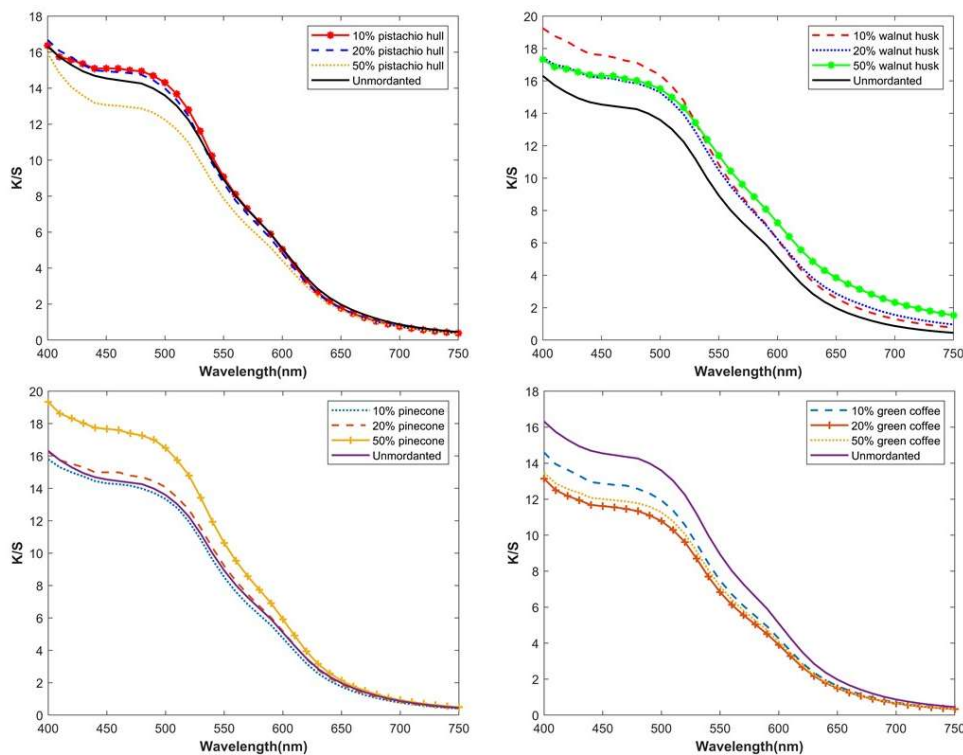 18
16
14
12
10
8
6
4
2
0
K/S
400 450 500 550 600 650 700 750
Wavelength(nm)
10% pistachio hull
20% pistachio hull
50% pistachio hull
Unmordanted
20
18
16
14
12
10
8
6
4
2
0
K/S
400 450 500 550 600 650 700 750
Wavelength(nm)
10% walnut husk
20% walnut husk
50% walnut husk
Unmordanted
20
18
16
14
12
10
8
6
4
2
0
K/S
400 450 500 550 600 650 700 750
Wavelength(nm)
10% pinecone
20% pinecone
50% pinecone
Unmordanted
18
16
14
12
10
8
6
4
2
0
K/S
400 450 500 550 600 650 700 750
Wavelength(nm)
10% green coffee
20% green coffee
50% green coffee
Unmordanted